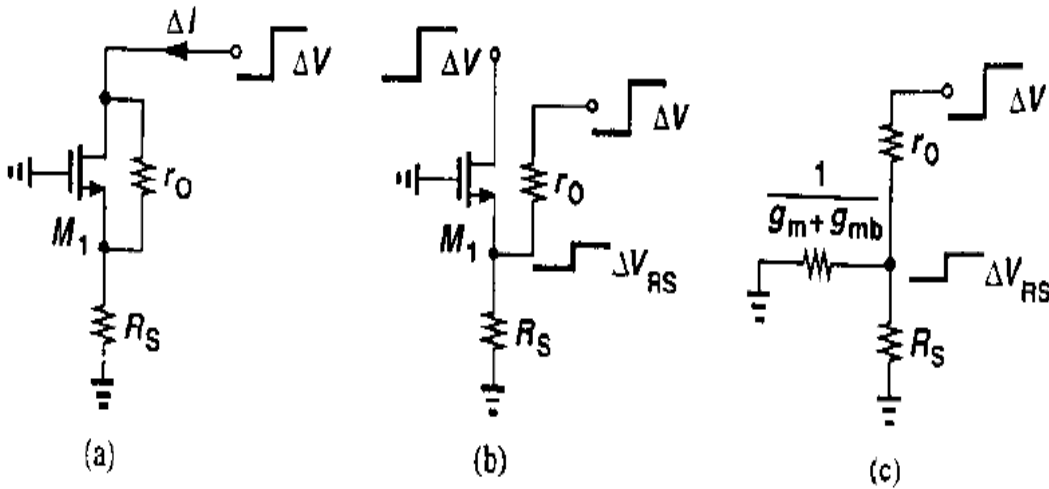 ΔI
ΔV
r_O
M_1
R_S
(a)
ΔV
ΔV
r_O
M_1
ΔV_RS
R_S
(b)
ΔV
r_O
1
g_m + g_mb
ΔV_RS
R_S
(c)